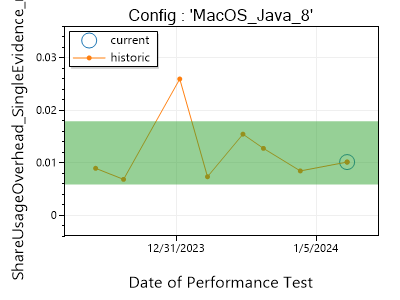 Config : 'MacOS_Java_8'
current
historic
0.03
0.02
0.01
0
12/31/2023
1/5/2024
Date of Performance Test
ShareUsageOverhead_SingleEvidence_